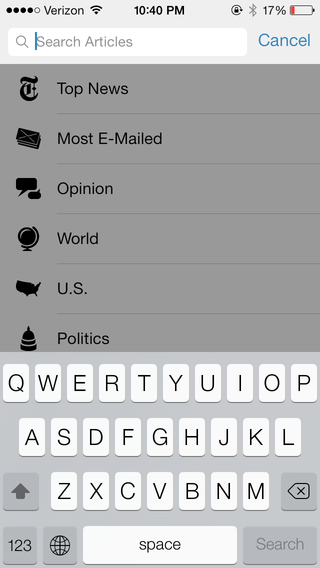 Verizon 10:40 PM 17%
Search Articles Cancel
Top News
Most E-Mailed
Opinion
World
U.S.
Politics
Q W E R T Y U I O P
A S D F G H J K L
Z X C V B N M
123 space Search